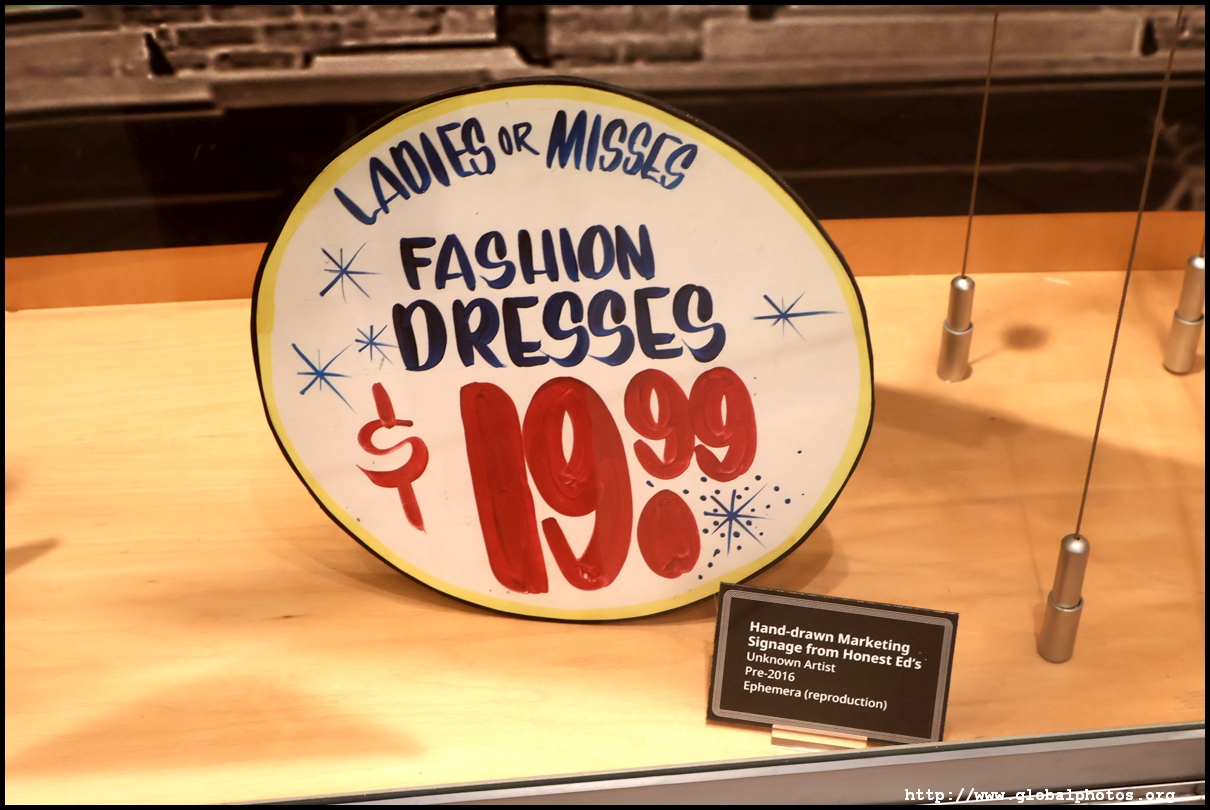 LADIES OR MISSES
FASHION
DRESSES
$19.99
Hand-drawn Marketing
Signage from Honest Ed's
Unknown Artist
Pre-2016
Ephemera (reproduction)
http://www.globalphotos.org